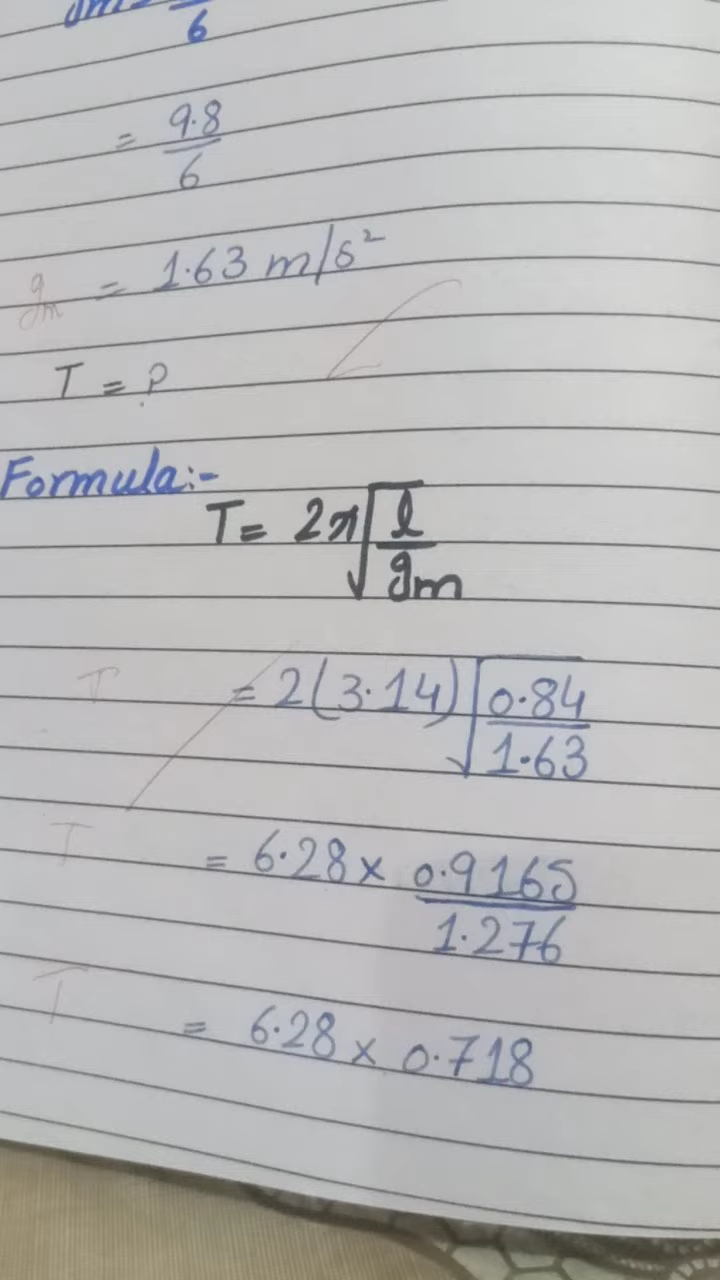 6
= 9.8/6
gm = 1.63 m/s²
T = ?
Formula:-
T = 2π√(l/gm)
T = 2(3.14)√(0.84/1.63)
T = 6.28 × 0.9165/1.276
T = 6.28 × 0.718